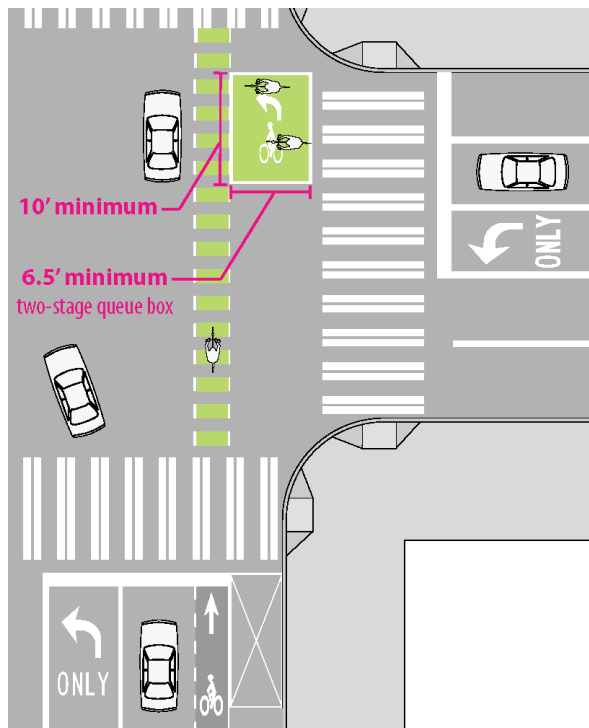 10’ minimum
ONLY
6.5’ minimum
two-stage queue box
ONLY